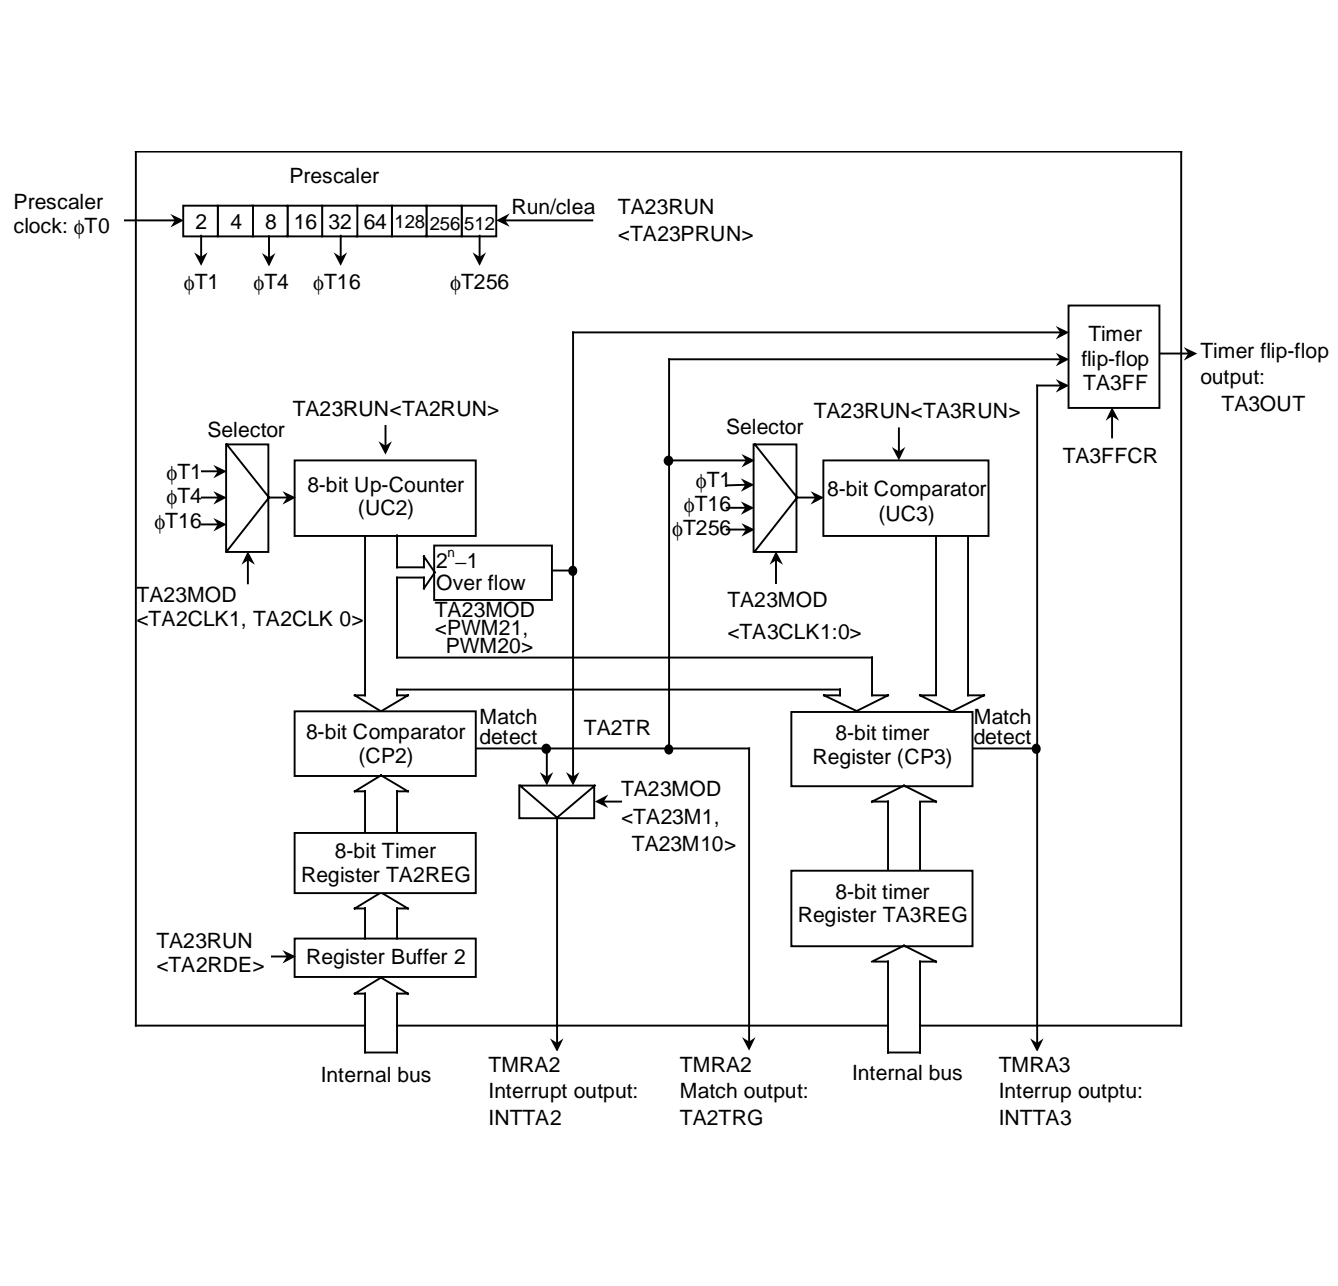 Prescaler
Prescaler
clock: ϕT0
2 4 8 16 32 64 128 256 512
Run/clea
TA23RUN
<TA23PRUN>
ϕT1
ϕT4
ϕT16
ϕT256
Timer
flip-flop
TA3FF
Timer flip-flop
output:
TA3OUT
TA3FFCR
TA23RUN<TA2RUN>
Selector
ϕT1
ϕT4
ϕT16
8-bit Up-Counter
(UC2)
TA23MOD
<TA2CLK1, TA2CLK 0>
2n–1
Over flow
TA23MOD
<PWM21,
PWM20>
TA23RUN<TA3RUN>
Selector
ϕT1
ϕT16
ϕT256
8-bit Comparator
(UC3)
TA23MOD
<TA3CLK1:0>
8-bit Comparator
(CP2)
Match
detect
TA2TR
8-bit timer
Register (CP3)
Match
detect
TA23MOD
<TA23M1,
TA23M10>
8-bit Timer
Register TA2REG
8-bit timer
Register TA3REG
TA23RUN
<TA2RDE>
Register Buffer 2
Internal bus
TMRA2
Interrupt output:
INTTA2
TMRA2
Match output:
TA2TRG
Internal bus
TMRA3
Interrup outptu:
INTTA3